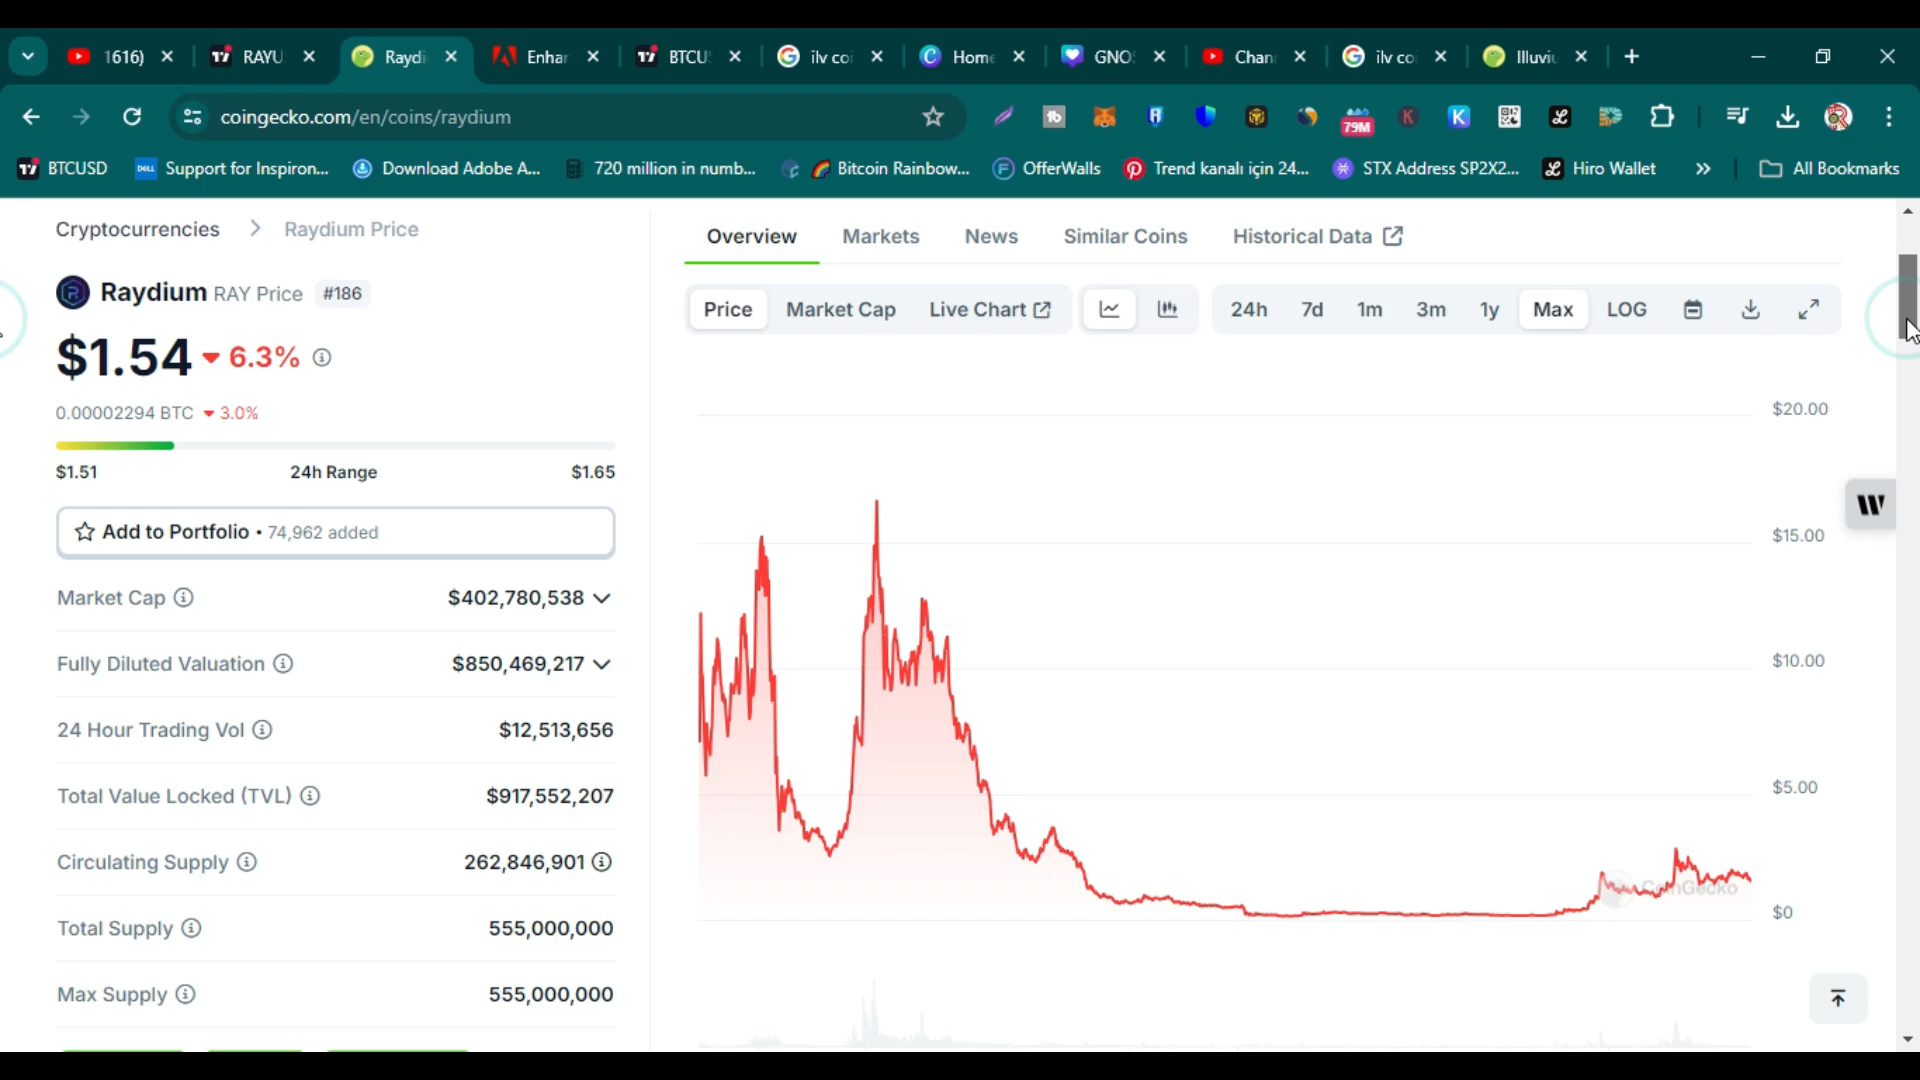 1616)
RAYU
Raydi
Enhar
BTCU
ilv coi
Home
GNO
Chan
ilv co
Illuviu
coingecko.com/en/coins/raydium
79M
BTCUSD
Support for Inspiron...
Download Adobe A...
720 million in numb...
Bitcoin Rainbow...
OfferWalls
Trend kanalı için 24...
STX Address SP2X2...
Hiro Wallet
All Bookmarks
Cryptocurrencies
Raydium Price
Overview
Markets
News
Similar Coins
Historical Data
Raydium RAY Price #186
Price
Market Cap
Live Chart
24h
7d
1m
3m
1y
Max
LOG
$1.54 6.3%
0.00002294 BTC 3.0%
$1.51 24h Range $1.65
Add to Portfolio • 74,962 added
Market Cap $402,780,538
Fully Diluted Valuation $850,469,217
24 Hour Trading Vol $12,513,656
Total Value Locked (TVL) $917,552,207
Circulating Supply 262,846,901
Total Supply 555,000,000
Max Supply 555,000,000
$20.00
$15.00
$10.00
$5.00
$0
CoinGecko